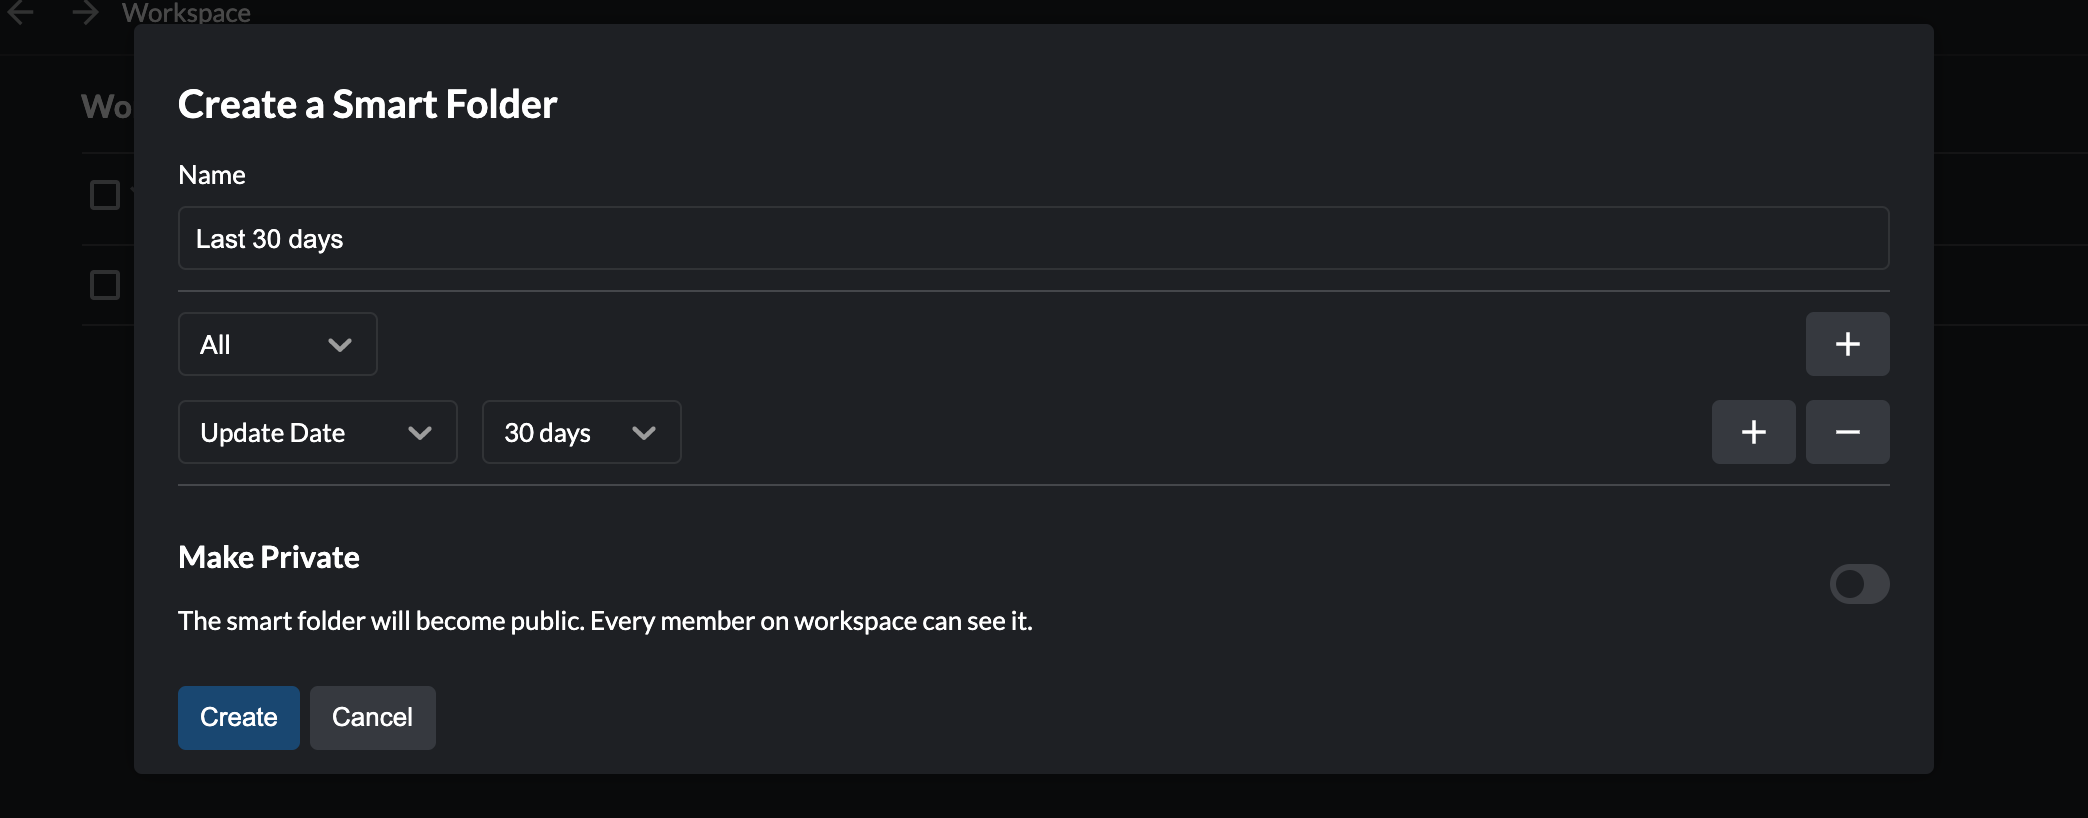 Workspace
Wo
Create a Smart Folder
Name
Last 30 days
All
Update Date
30 days
Make Private
The smart folder will become public. Every member on workspace can see it.
Create
Cancel